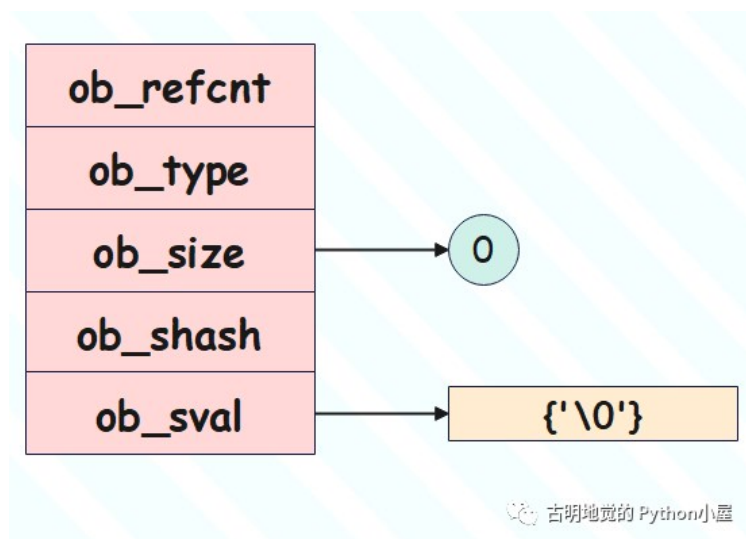 ob_refcnt
ob_type
ob_size
0
ob_shash
ob_sval
{'\0'}
古明地觉的 Python小屋